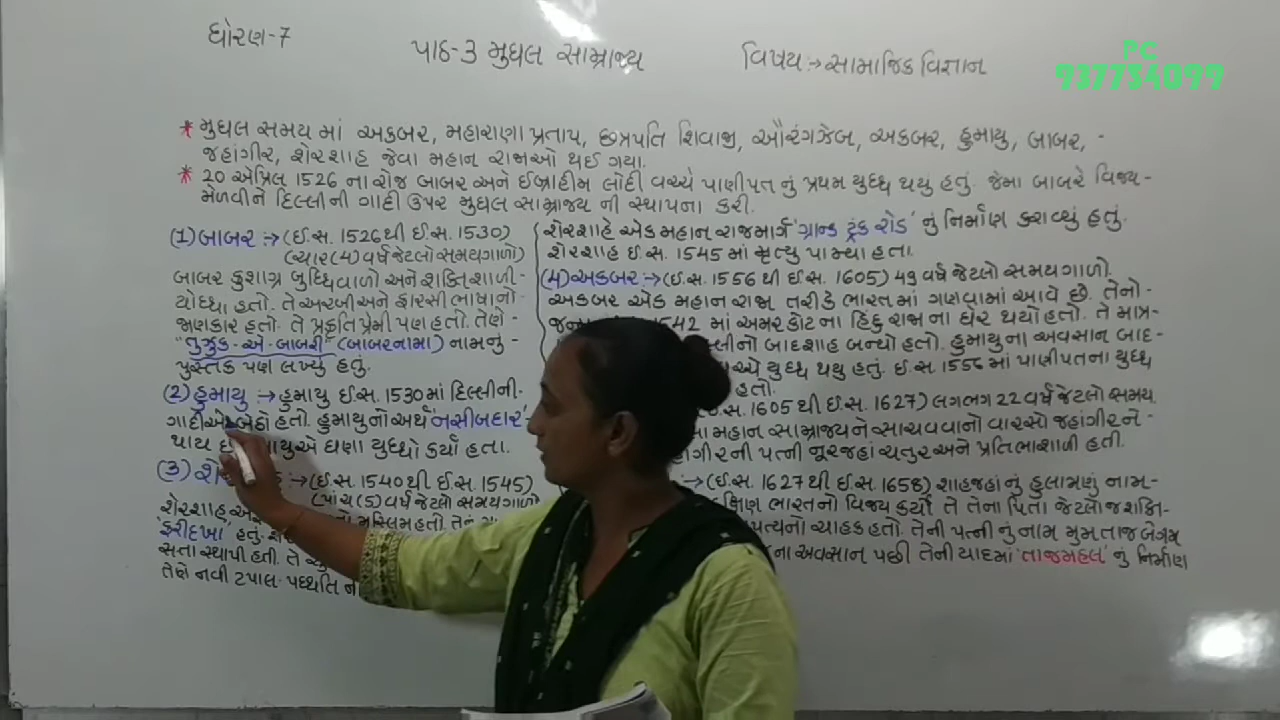 ધોરણ-7
પાઠ-3 મુઘલ સામ્રાજ્ય
વિષય :→ સામાજિક વિજ્ઞાન
PC
937734099
* મુઘલ સમય માં અકબર, મહારાણા પ્રતાપ, છત્રપતિ શિવાજી, ઔરંગઝેબ, અકબર, હુમાયુ, બાબર, -
જહાંગીર, શેરશાહ જેવા મહાન રાજાઓ થઈ ગયા.
* 20 એપ્રિલ 1526 ના રોજ બાબર અને ઈબ્રાહીમ લોદી વચ્ચે પાણીપત નું પ્રથમ યુધ્ધ થયું હતું. જેમા બાબરે વિજય -
મેળવીને દિલ્લીની ગાદી ઉપર મુઘલ સામ્રાજ્ય ની સ્થાપના કરી.
(1) બાબર :→ (ઈ.સ. 1526 થી ઈ.સ. 1530)
(ચાર (4) વર્ષ જેટલો સમયગાળો)
બાબર કુશાગ્ર બુધ્ધિવાળો અને શક્તિશાળી -
યોધ્ધા હતો. તે અરબી અને ફારસી ભાષાનો -
જાણકાર હતો. તે પ્રકૃતિ પ્રેમી પણ હતો. તેણે -
"તુઝુક - એ - બાબરી" (બાબરનામા) નામનું -
પુસ્તક પણ લખ્યું હતું.
(2) હુમાયુ :→ હુમાયુ ઈ.સ. 1530 માં દિલ્લીની -
ગાદીએ બેઠો હતો. હુમાયુ નો અર્થ 'નસીબદાર' -
થાય ઘણા યુધ્ધો કર્યાં હતા.
(3) :→ (ઈ.સ. 1540 થી ઈ.સ. 1545)
(પાંચ (5) વર્ષ જેટલો સમયગાળો
શેરશાહ મુસ્લિમ હતો.
'ફરીદખા' હતું.
સત્તા સ્થાપી હતી. તે
તેણે નવી ટપાલ પધ્ધતિ
શેરશાહે એક મહાન રાજમાર્ગ 'ગ્રાન્ડ ટ્રંક રોડ' નું નિર્માણ કરાવ્યું હતું.
શેરશાહ ઈ.સ. 1545 માં મૃત્યુ પામ્યા હતા.
(4) અકબર :→ (ઈ.સ. 1556 થી ઈ.સ. 1605) 49 વર્ષ જેટલો સમયગાળો.
અકબર એક મહાન રાજા તરીકે ભારતમાં ગણવામાં આવે છે. તેનો -
1542 માં અમરકોટ ના હિંદુ રાજા ના ઘેર થયો હતો. તે માત્ર -
બાદશાહ બન્યો હતો. હુમાયુ ના અવસાન બાદ -
યુધ્ધ થયુ હતું. ઈ.સ. 1556 માં પાણીપતના યુધ્ધ
હતો.
1605 થી ઈ.સ. 1627) લગભગ 22 વર્ષ જેટલો સમય
મહાન સામ્રાજ્યને સાચવવાનો વારસો જહાંગીરને -
પત્ની નૂરજહાં ચતુર અને પ્રતિભાશાળી હતી.
:→ (ઈ.સ. 1627 થી ઈ.સ. 1658) શાહજહાં નું હુલામણું નામ -
ભારતનો વિજય કર્યો તે તેના પિતા જેટલો જ શક્તિ -
ચાહક હતો. તેની પત્ની નું નામ મુમતાજ બેગમ
ના અવસાન પછી તેની યાદમાં 'તાજમહલ' નું નિર્માણ